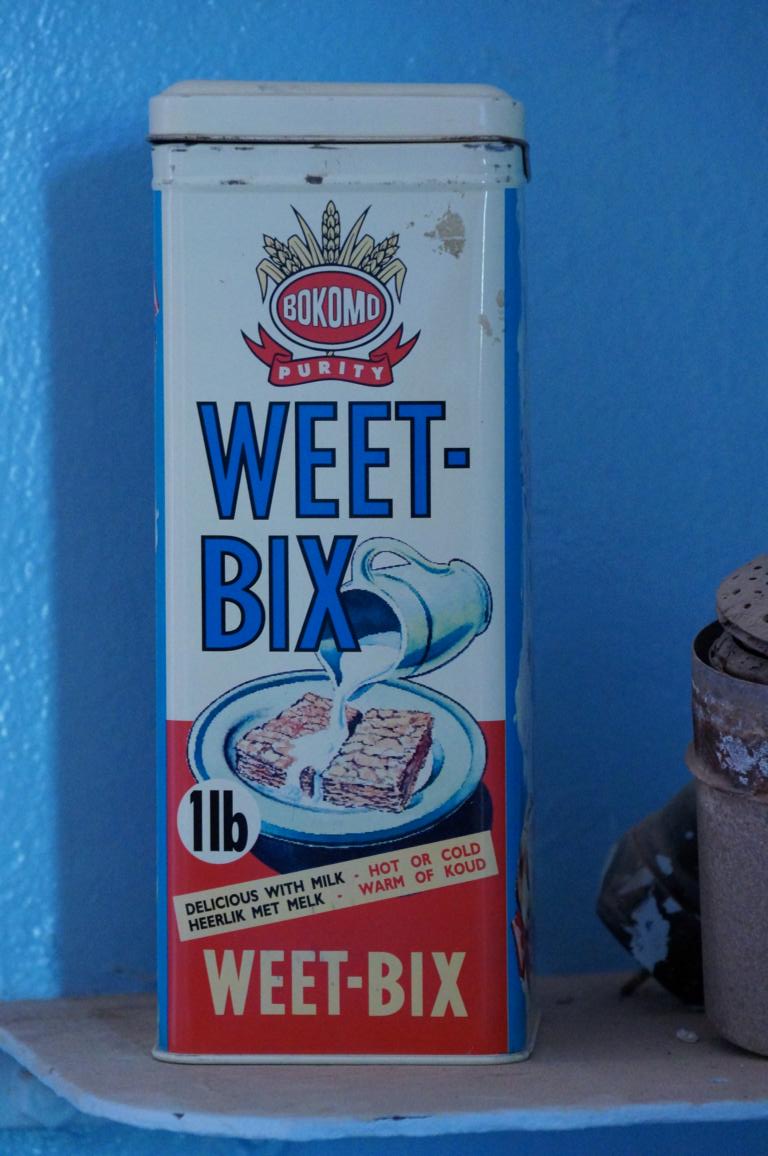 BOKOMO
PURITY
WEET-
BIX
1lb
DELICIOUS WITH MILK - HOT OR COLD
HEERLIK MET MELK - WARM OF KOUD
WEET-BIX